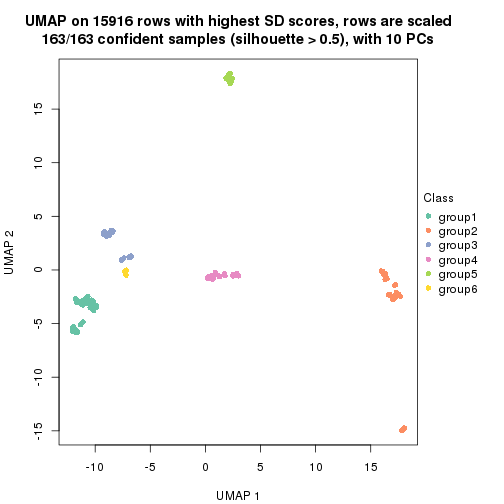 UMAP on 15916 rows with highest SD scores, rows are scaled
163/163 confident samples (silhouette > 0.5), with 10 PCs
15
10
5
0
-5
-10
-15
UMAP 2
-10 -5 0 5 10 15
UMAP 1
Class
group1
group2
group3
group4
group5
group6